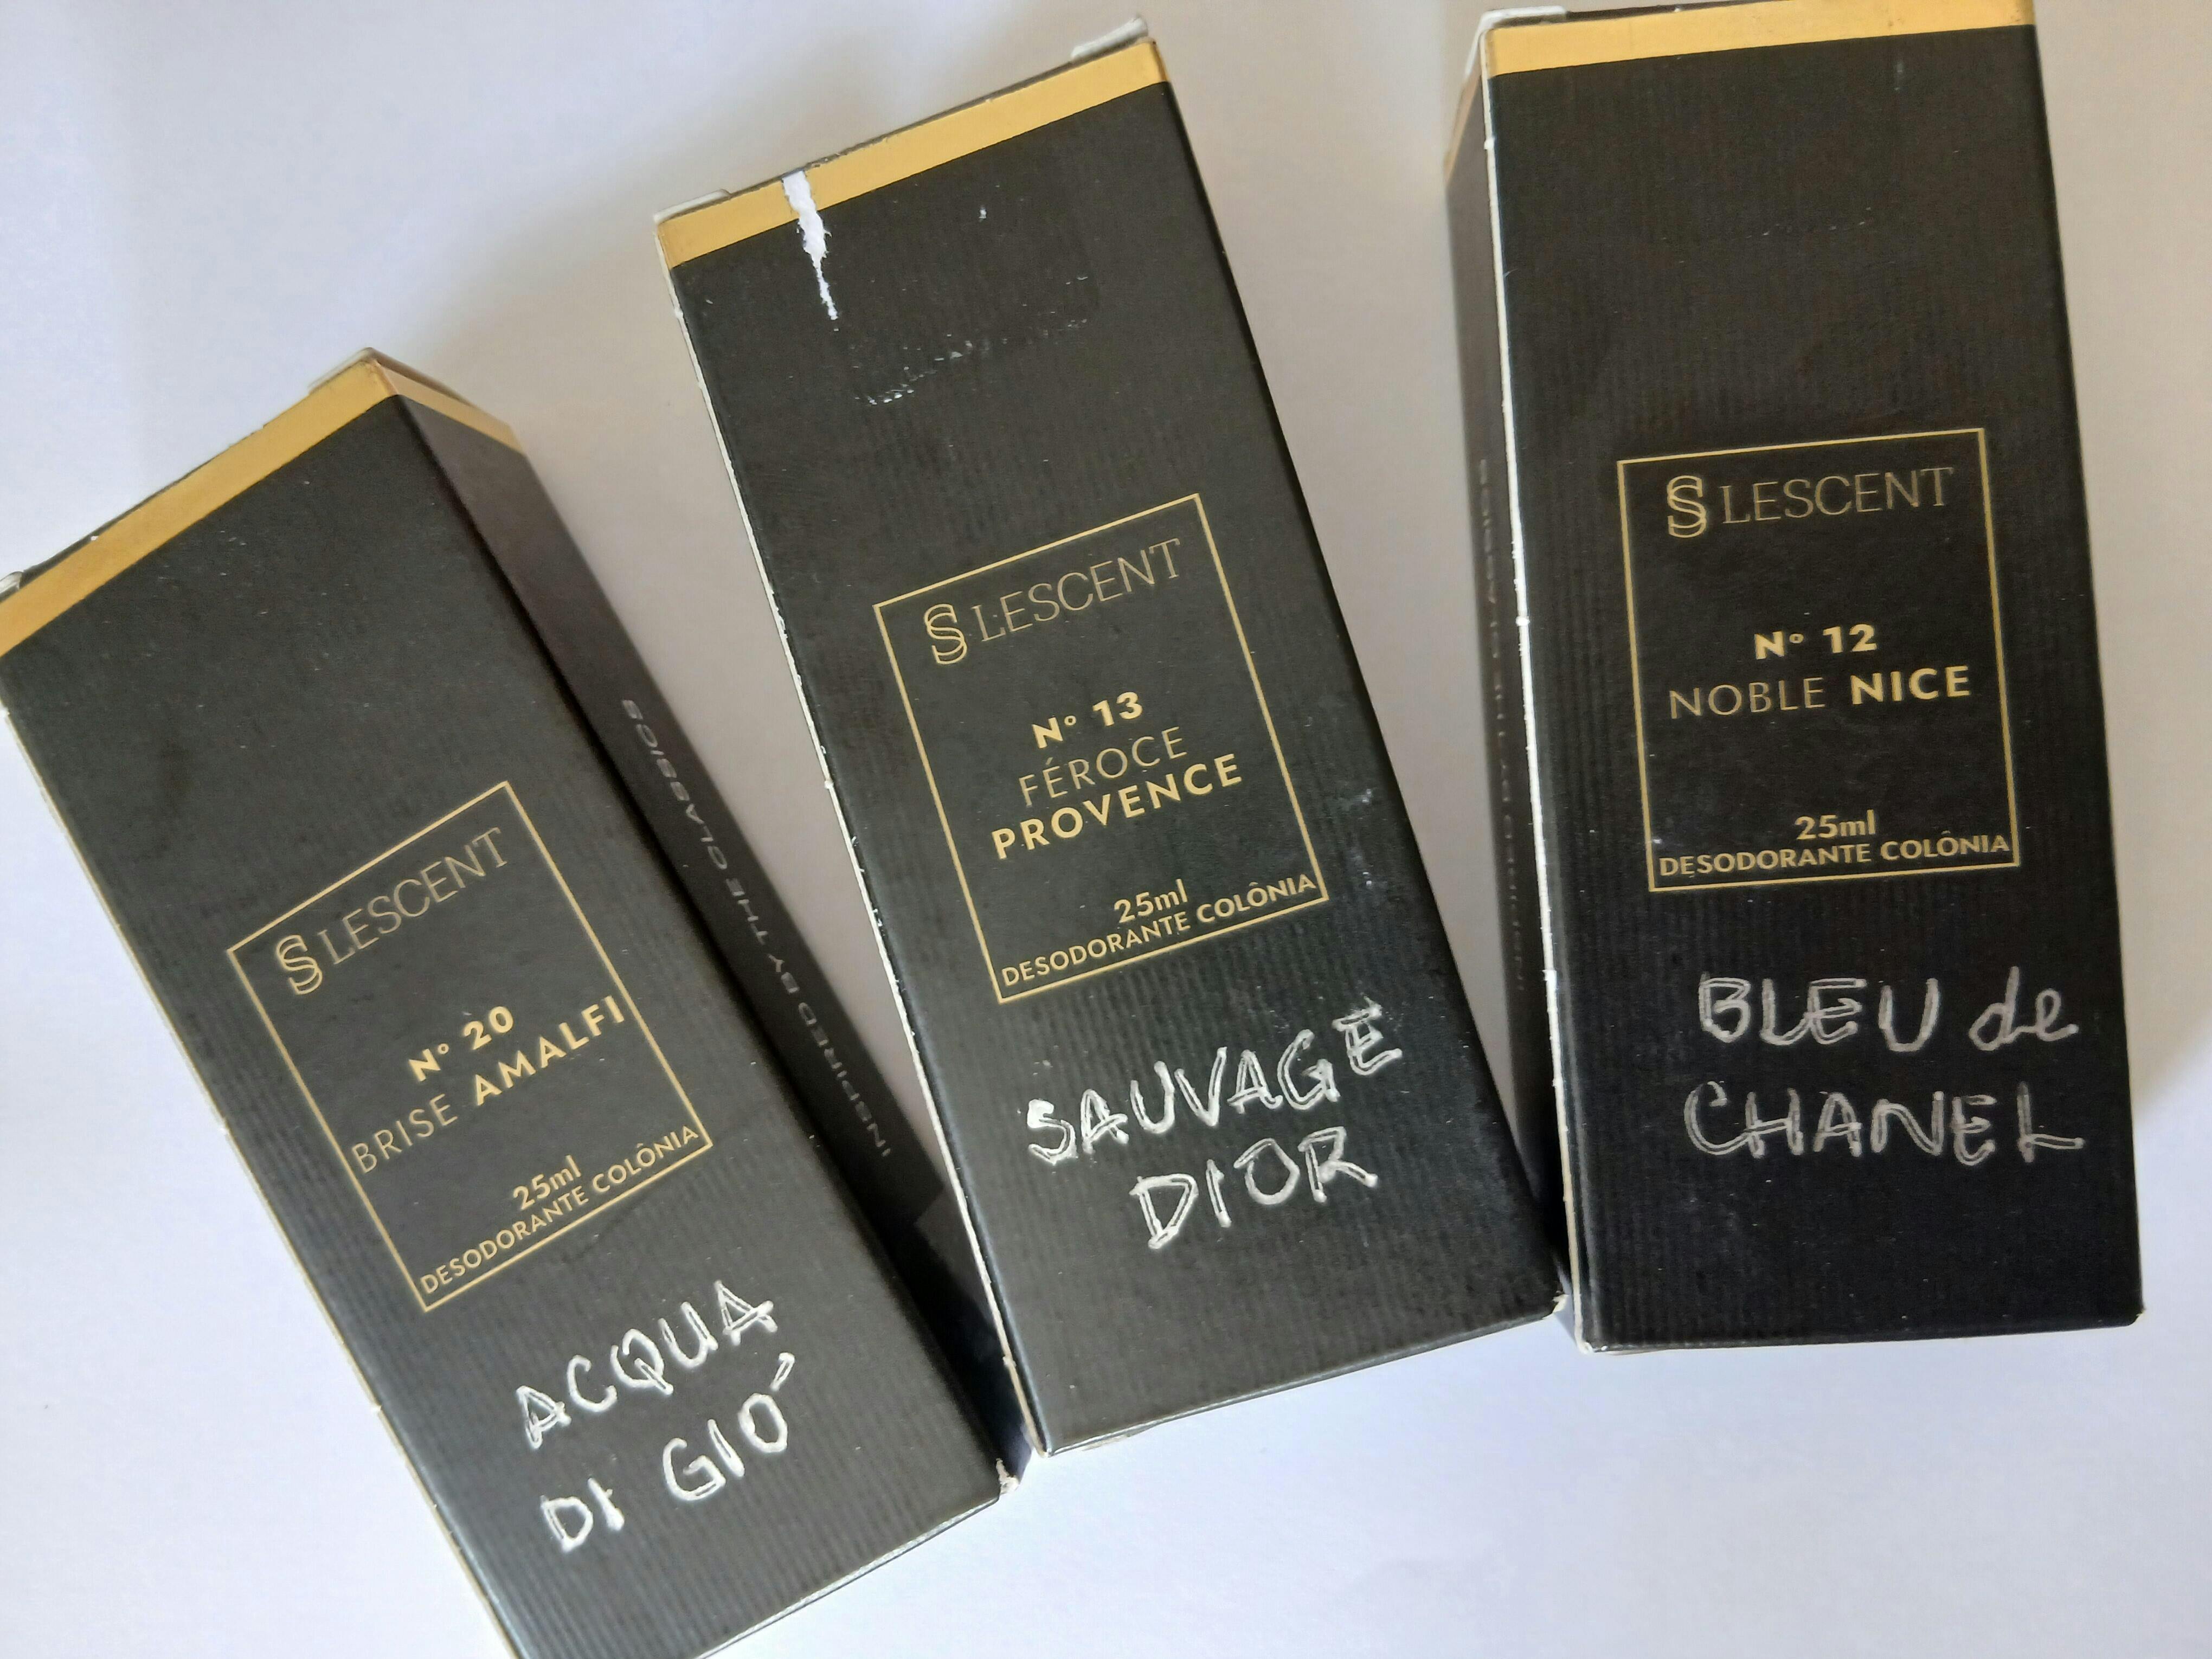 LESCENT
Nº 20
BRISE AMALFI
25ml
DESODORANTE COLÔNIA
ACQUA
DI GIÓ
INSPIRED BY THE CLASSICS
LESCENT
Nº 13
FÉROCE
PROVENCE
25ml
DESODORANTE COLÔNIA
SAUVAGE
DIOR
LESCENT
Nº 12
NOBLE NICE
25ml
DESODORANTE COLÔNIA
BLEU de
CHANEL